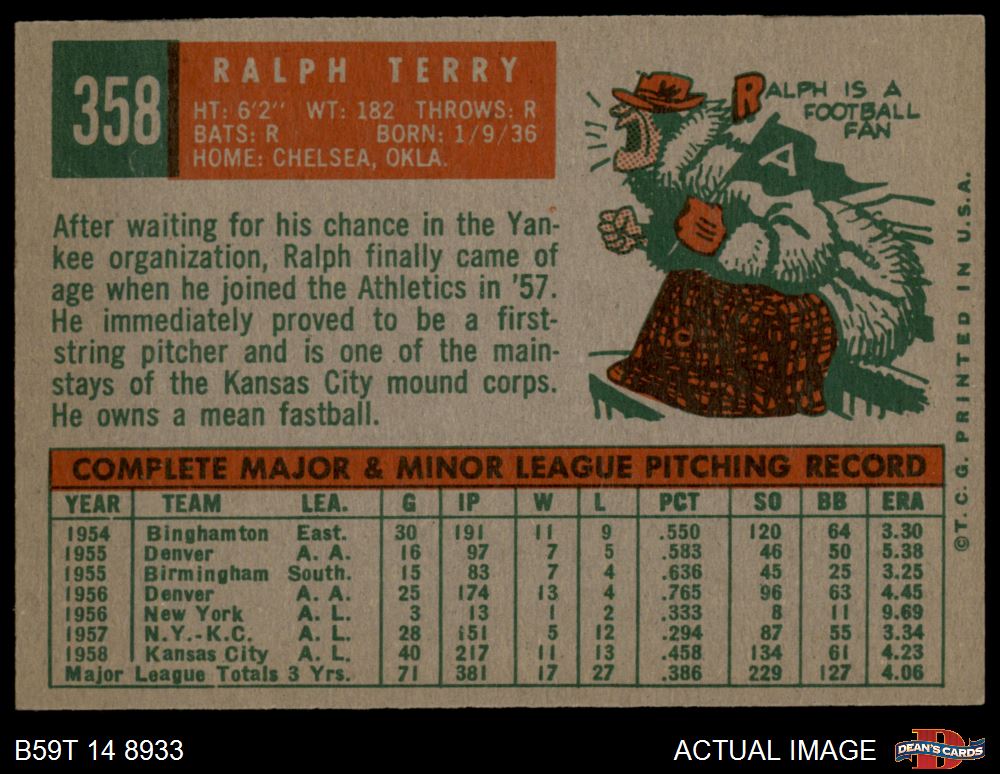 358
RALPH TERRY
HT: 6'2" WT: 182 THROWS: R
BATS: R BORN: 1/9/36
HOME: CHELSEA, OKLA.
After waiting for his chance in the Yan-
kee organization, Ralph finally came of
age when he joined the Athletics in '57.
He immediately proved to be a first-
string pitcher and is one of the main-
stays of the Kansas City mound corps.
He owns a mean fastball.
RALPH IS A
FOOTBALL
FAN
A
COMPLETE MAJOR & MINOR LEAGUE PITCHING RECORD
YEAR TEAM LEA. G IP W L PCT SO BB ERA
1954 Binghamton East. 30 191 11 9 .550 120 64 3.30
1955 Denver A. A. 16 97 7 5 .583 46 50 5.38
1955 Birmingham South. 15 83 7 4 .636 45 25 3.25
1956 Denver A. A. 25 174 13 4 .765 96 63 4.45
1956 New York A. L. 3 13 1 2 .333 8 11 9.69
1957 N.Y.-K.C. A. L. 28 151 5 12 .294 87 55 3.34
1958 Kansas City A. L. 40 217 11 13 .458 134 61 4.23
Major League Totals 3 Yrs. 71 381 17 27 .386 229 127 4.06
©T. C. G. PRINTED IN U.S.A.
B59T 14 8933
ACTUAL IMAGE
D
DEAN'S CARDS